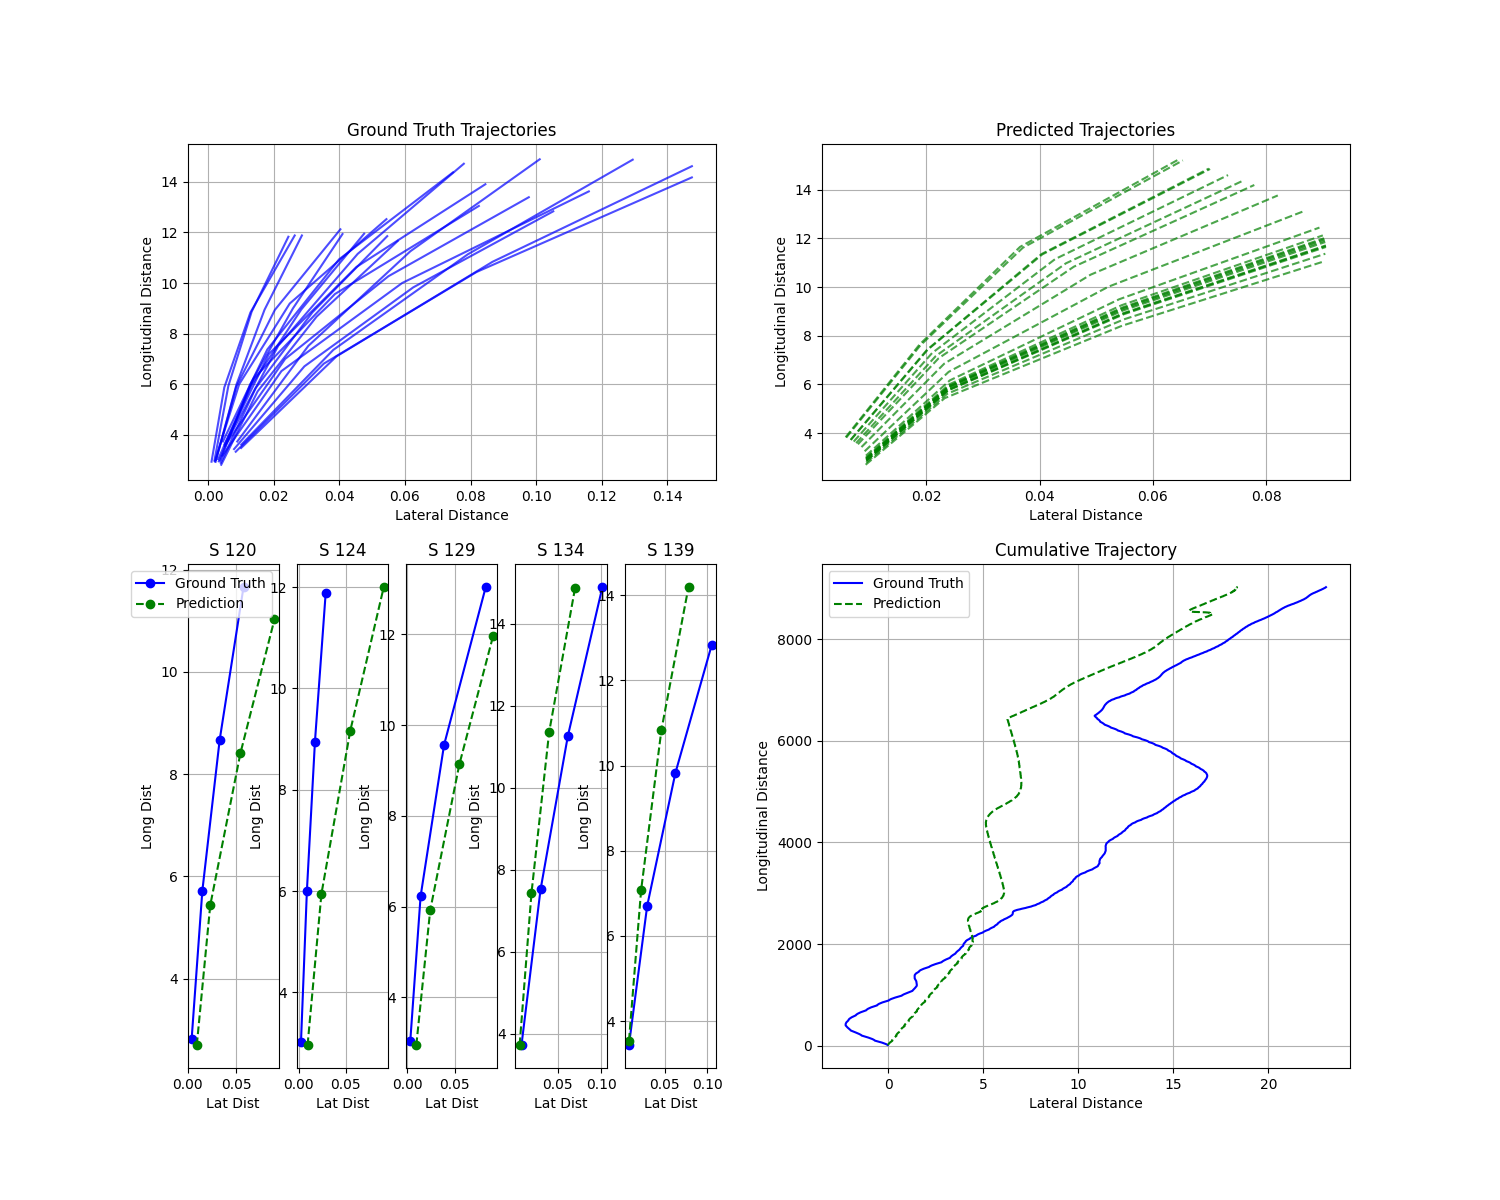 Ground Truth Trajectories
Longitudinal Distance
14
12
10
8
6
4
0.00 0.02 0.04 0.06 0.08 0.10 0.12 0.14
Lateral Distance
Predicted Trajectories
Longitudinal Distance
14
12
10
8
6
4
0.02 0.04 0.06 0.08
Lateral Distance
S 120
Ground Truth
Prediction
Long Dist
12
10
8
6
4
0.00 0.05
Lat Dist
S 124
Long Dist
12
10
8
6
4
0.00 0.05
Lat Dist
S 129
Long Dist
12
10
8
6
4
0.00 0.05
Lat Dist
S 134
Long Dist
14
12
10
8
6
4
0.05 0.10
Lat Dist
S 139
Long Dist
14
12
10
8
6
4
0.05 0.10
Lat Dist
Cumulative Trajectory
Ground Truth
Prediction
Longitudinal Distance
8000
6000
4000
2000
0
0 5 10 15 20
Lateral Distance